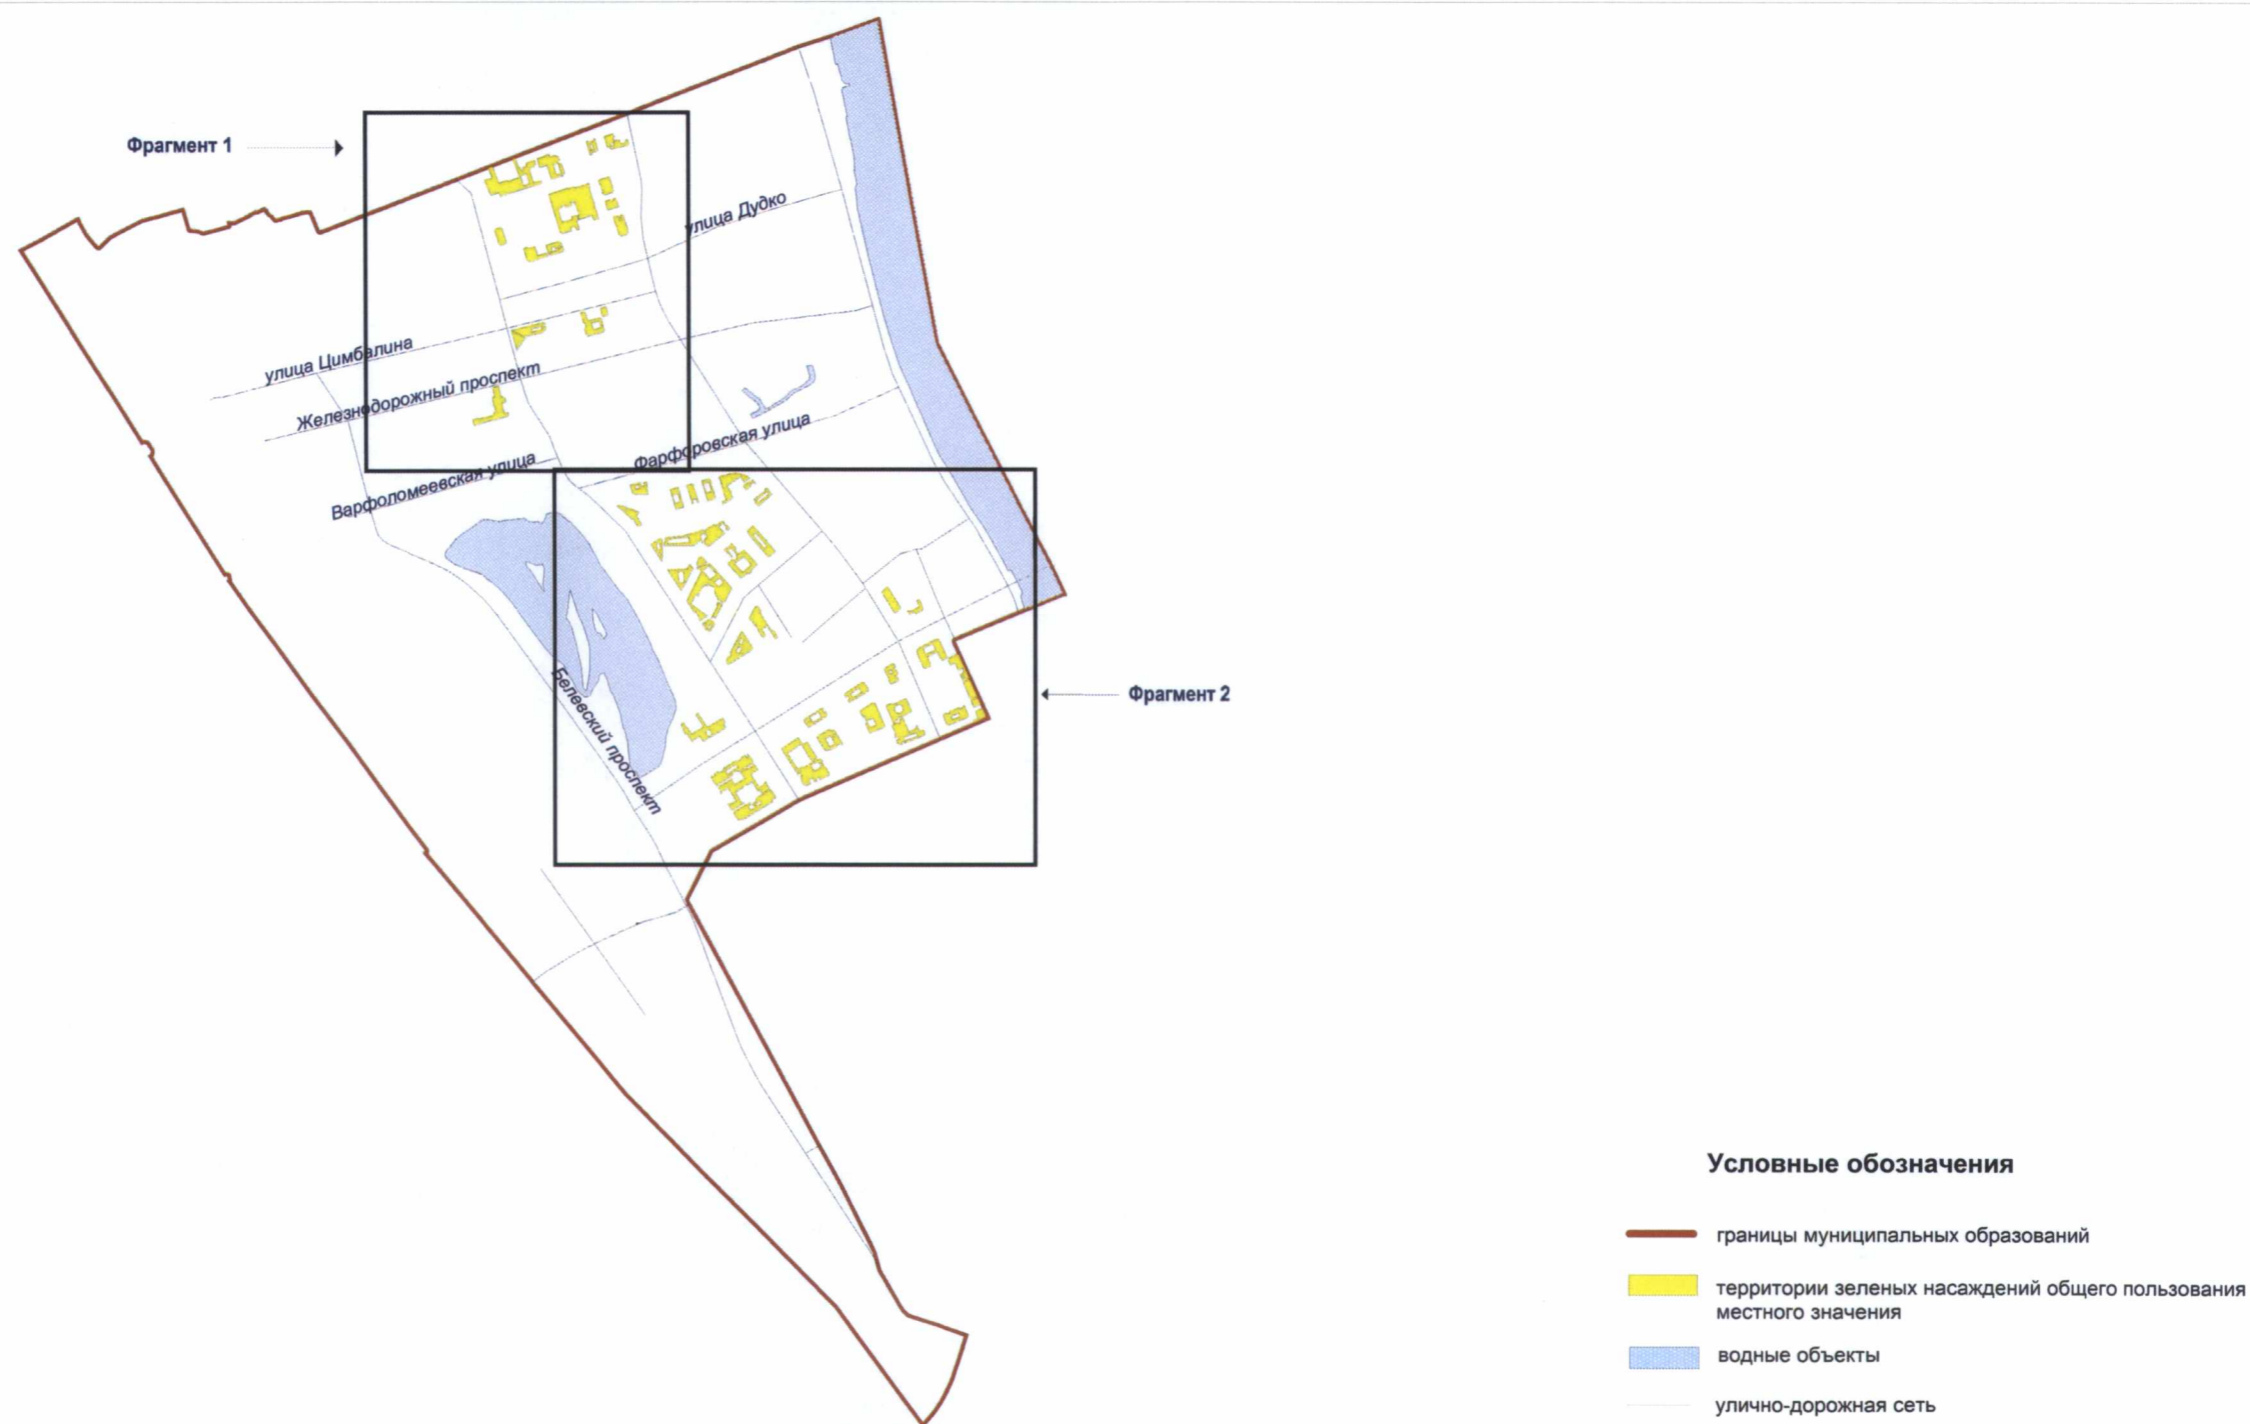 Фрагмент 1
улица Дудко
улица Цимбалина
Железнодорожный проспект
Фарфоровская улица
Варфоломеевская улица
Белевский проспект
Фрагмент 2
Условные обозначения
границы муниципальных образований
территории зеленых насаждений общего пользования
местного значения
водные объекты
улично-дорожная сеть